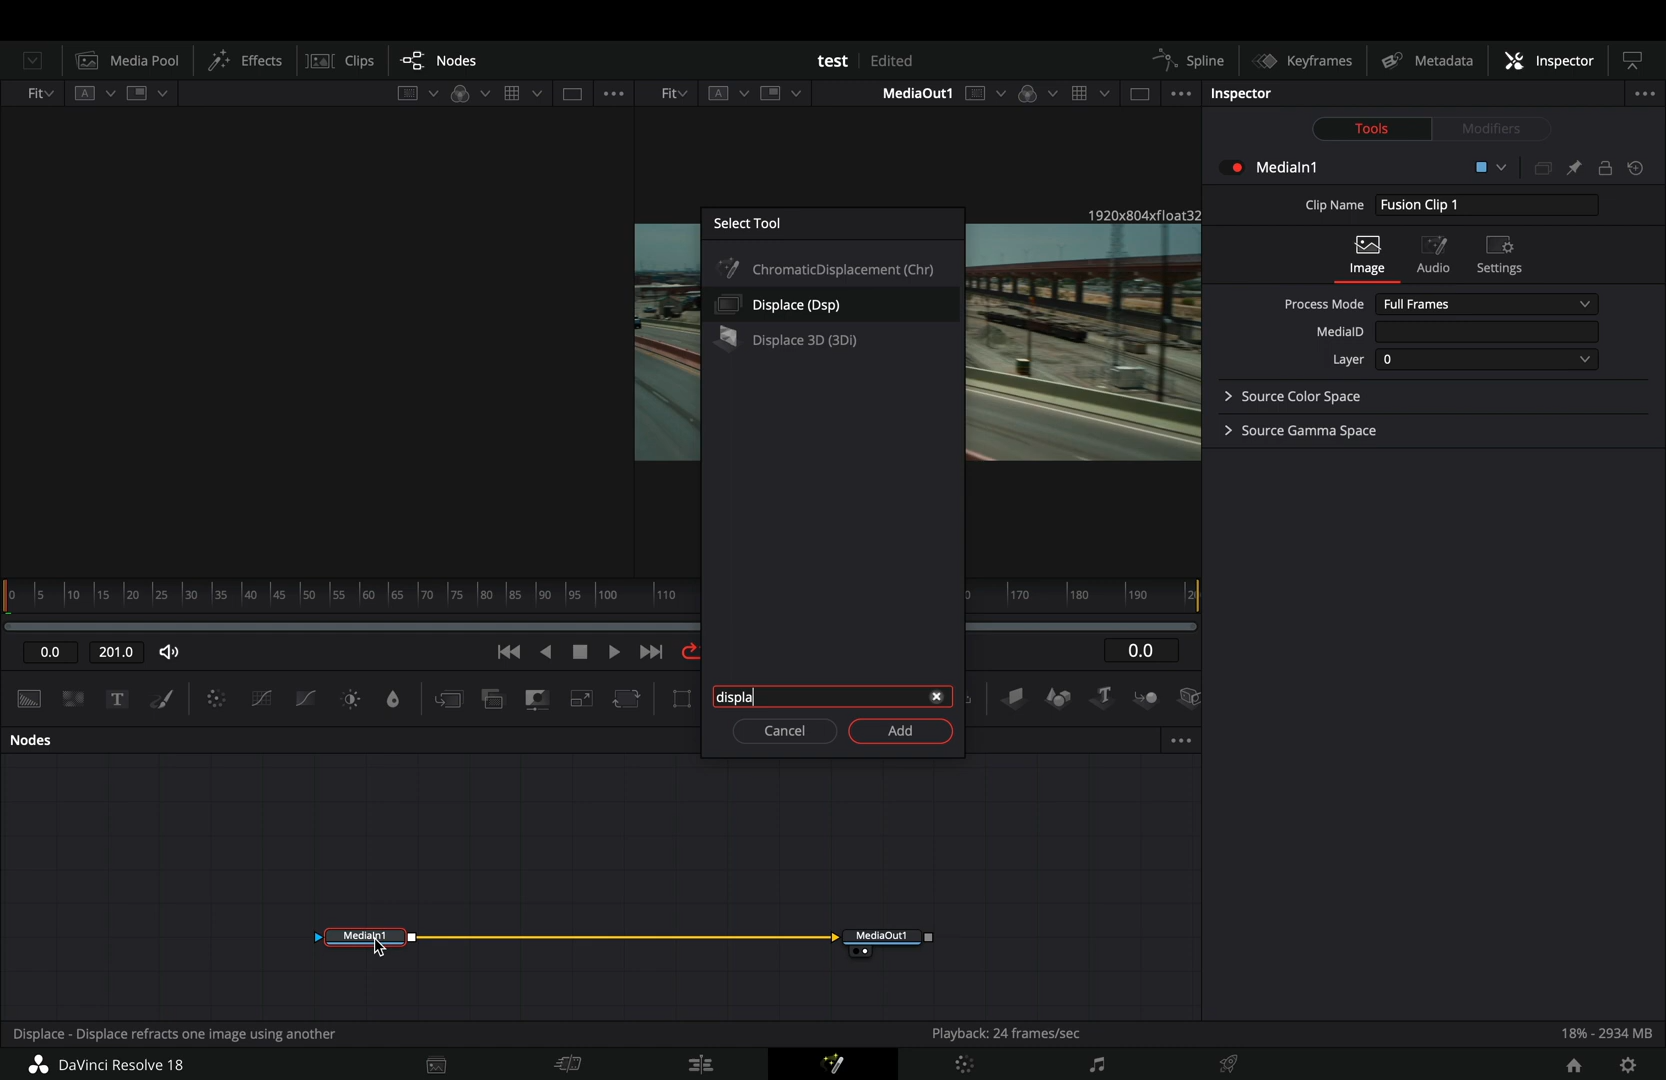 Media Pool
Effects
Clips
Nodes
test
Edited
Spline
Keyframes
Metadata
Inspector
Fit
A
Fit
A
MediaOut1
Inspector
Tools
Modifiers
MediaIn1
Clip Name
Fusion Clip 1
1920x804xfloat32
Select Tool
ChromaticDisplacement (Chr)
Displace (Dsp)
Displace 3D (3Di)
Image
Audio
Settings
Process Mode
Full Frames
MediaID
Layer
0
Source Color Space
Source Gamma Space
0 5 10 15 20 25 30 35 40 45 50 55 60 65 70 75 80 85 90 95 100 110 170 180 190
0.0
201.0
0.0
T
T
displa
Cancel
Add
Nodes
MediaIn1
MediaOut1
Displace - Displace refracts one image using another
Playback: 24 frames/sec
18% - 2934 MB
DaVinci Resolve 18